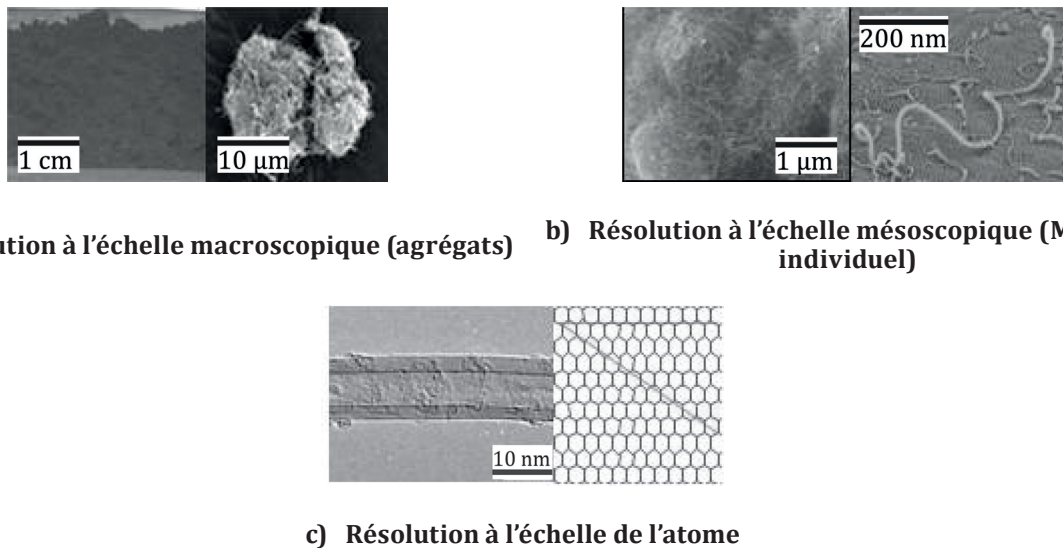 1 cm
10 µm
1 µm
200 nm
à l’échelle macroscopique (agrégats)
b) Résolution à l’échelle mésoscopique
individuel)
10 nm
c) Résolution à l’échelle de l’atome